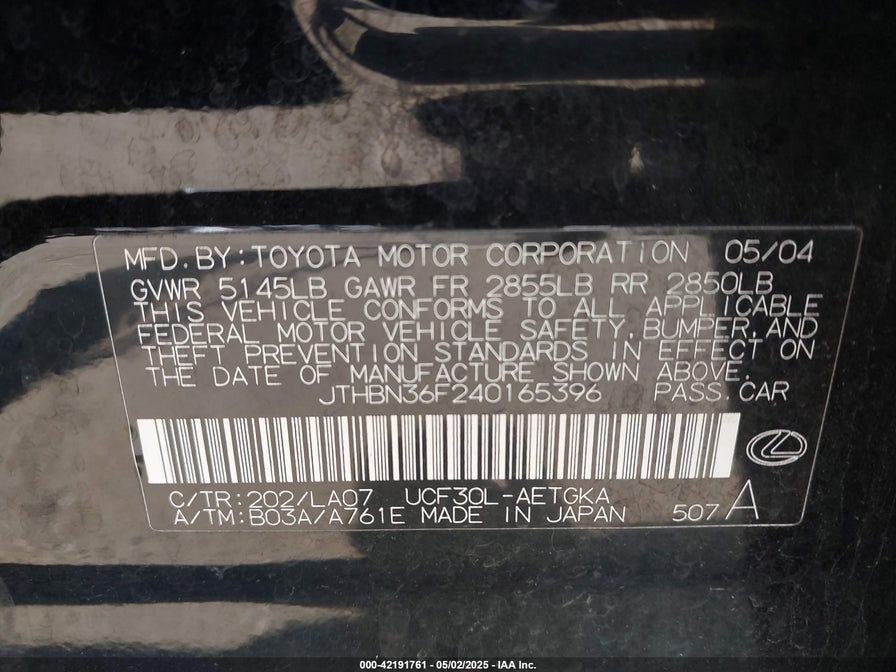 MFD.BY:TOYOTA MOTOR CORPORATION 05/04
GVWR 5145LB GAWR FR 2855LB RR 2850LB
THIS VEHICLE CONFORMS TO ALL APPLICABLE
FEDERAL MOTOR VEHICLE SAFETY,BUMPER,AND
THEFT PREVENTION STANDARDS IN EFFECT ON
THE DATE OF MANUFACTURE SHOWN ABOVE.
JTHBN36F240165396 PASS.CAR
C/TR:202/LA07 UCF30L-AETGKA
A/TM:B03A/A761E MADE IN JAPAN 507 A
000-42191761 - 05/02/2025 - IAA Inc.